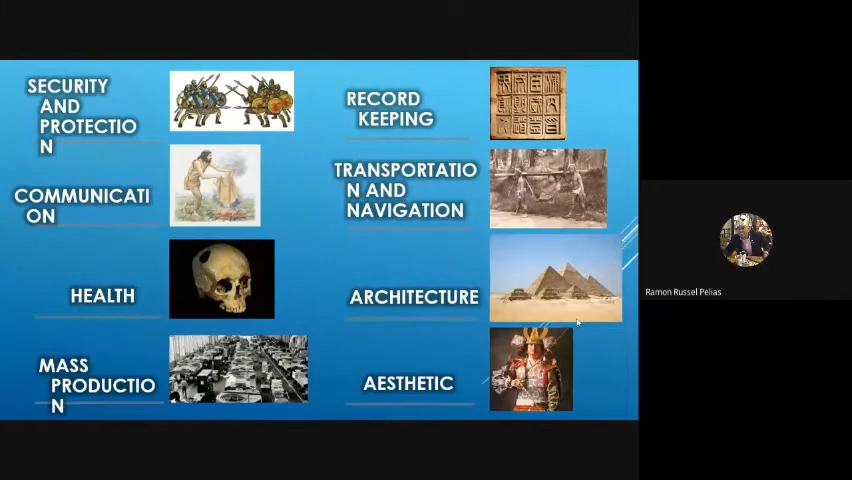 SECURITY
AND
PROTECTIO
N
COMMUNICATI
ON
HEALTH
MASS
PRODUCTIO
N
RECORD
KEEPING
TRANSPORTATIO
N AND
NAVIGATION
ARCHITECTURE
AESTHETIC
Ramon Russel Pelias